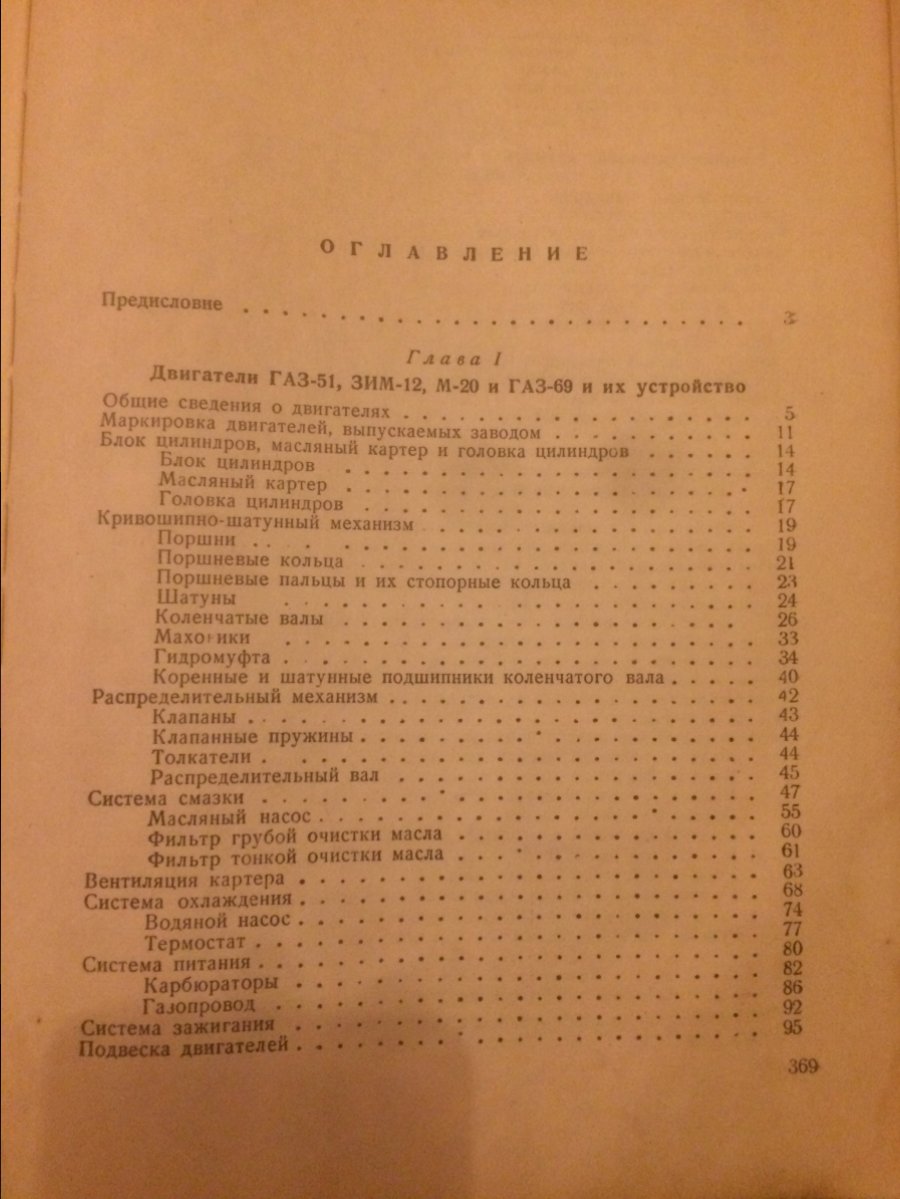 ОГЛАВЛЕНИЕ
Предисловие . . . . . . . . . . . . . . . . . . . . . . . . . . 3
Глава I
Двигатели ГАЗ-51, ЗИМ-12, М-20 и ГАЗ-69 и их устройство
Общие сведения о двигателях . . . . . . . . . . . . . . . . . . 5
Маркировка двигателей, выпускаемых заводом . . . . . . . . . . 11
Блок цилиндров, масляный картер и головка цилиндров . . . . . . 14
Блок цилиндров . . . . . . . . . . . . . . . . . . . . . 14
Масляный картер . . . . . . . . . . . . . . . . . . . . . 17
Головка цилиндров . . . . . . . . . . . . . . . . . . . . 17
Кривошипно-шатунный механизм . . . . . . . . . . . . . . . . . 19
Поршни . . . . . . . . . . . . . . . . . . . . . . . . 19
Поршневые кольца . . . . . . . . . . . . . . . . . . . . 21
Поршневые пальцы и их стопорные кольца . . . . . . . . . 23
Шатуны . . . . . . . . . . . . . . . . . . . . . . . . 24
Коленчатые валы . . . . . . . . . . . . . . . . . . . . 26
Маховики . . . . . . . . . . . . . . . . . . . . . . . 33
Гидромуфта . . . . . . . . . . . . . . . . . . . . . . . 34
Коренные и шатунные подшипники коленчатого вала . . . . . 40
Распределительный механизм . . . . . . . . . . . . . . . . . . 42
Клапаны . . . . . . . . . . . . . . . . . . . . . . . . 43
Клапанные пружины . . . . . . . . . . . . . . . . . . . . 44
Толкатели . . . . . . . . . . . . . . . . . . . . . . . 44
Распределительный вал . . . . . . . . . . . . . . . . . . 45
Система смазки . . . . . . . . . . . . . . . . . . . . . . . . 47
Масляный насос . . . . . . . . . . . . . . . . . . . . . 55
Фильтр грубой очистки масла . . . . . . . . . . . . . . . 60
Фильтр тонкой очистки масла . . . . . . . . . . . . . . . 61
Вентиляция картера . . . . . . . . . . . . . . . . . . . . . . 63
Система охлаждения . . . . . . . . . . . . . . . . . . . . . . 68
Водяной насос . . . . . . . . . . . . . . . . . . . . . . 74
Термостат . . . . . . . . . . . . . . . . . . . . . . . . 77
Система питания . . . . . . . . . . . . . . . . . . . . . . . . 80
Карбюраторы . . . . . . . . . . . . . . . . . . . . . . . 82
Газопровод . . . . . . . . . . . . . . . . . . . . . . . 86
Система зажигания . . . . . . . . . . . . . . . . . . . . . . . 92
Подвеска двигателей . . . . . . . . . . . . . . . . . . . . . . 95
369